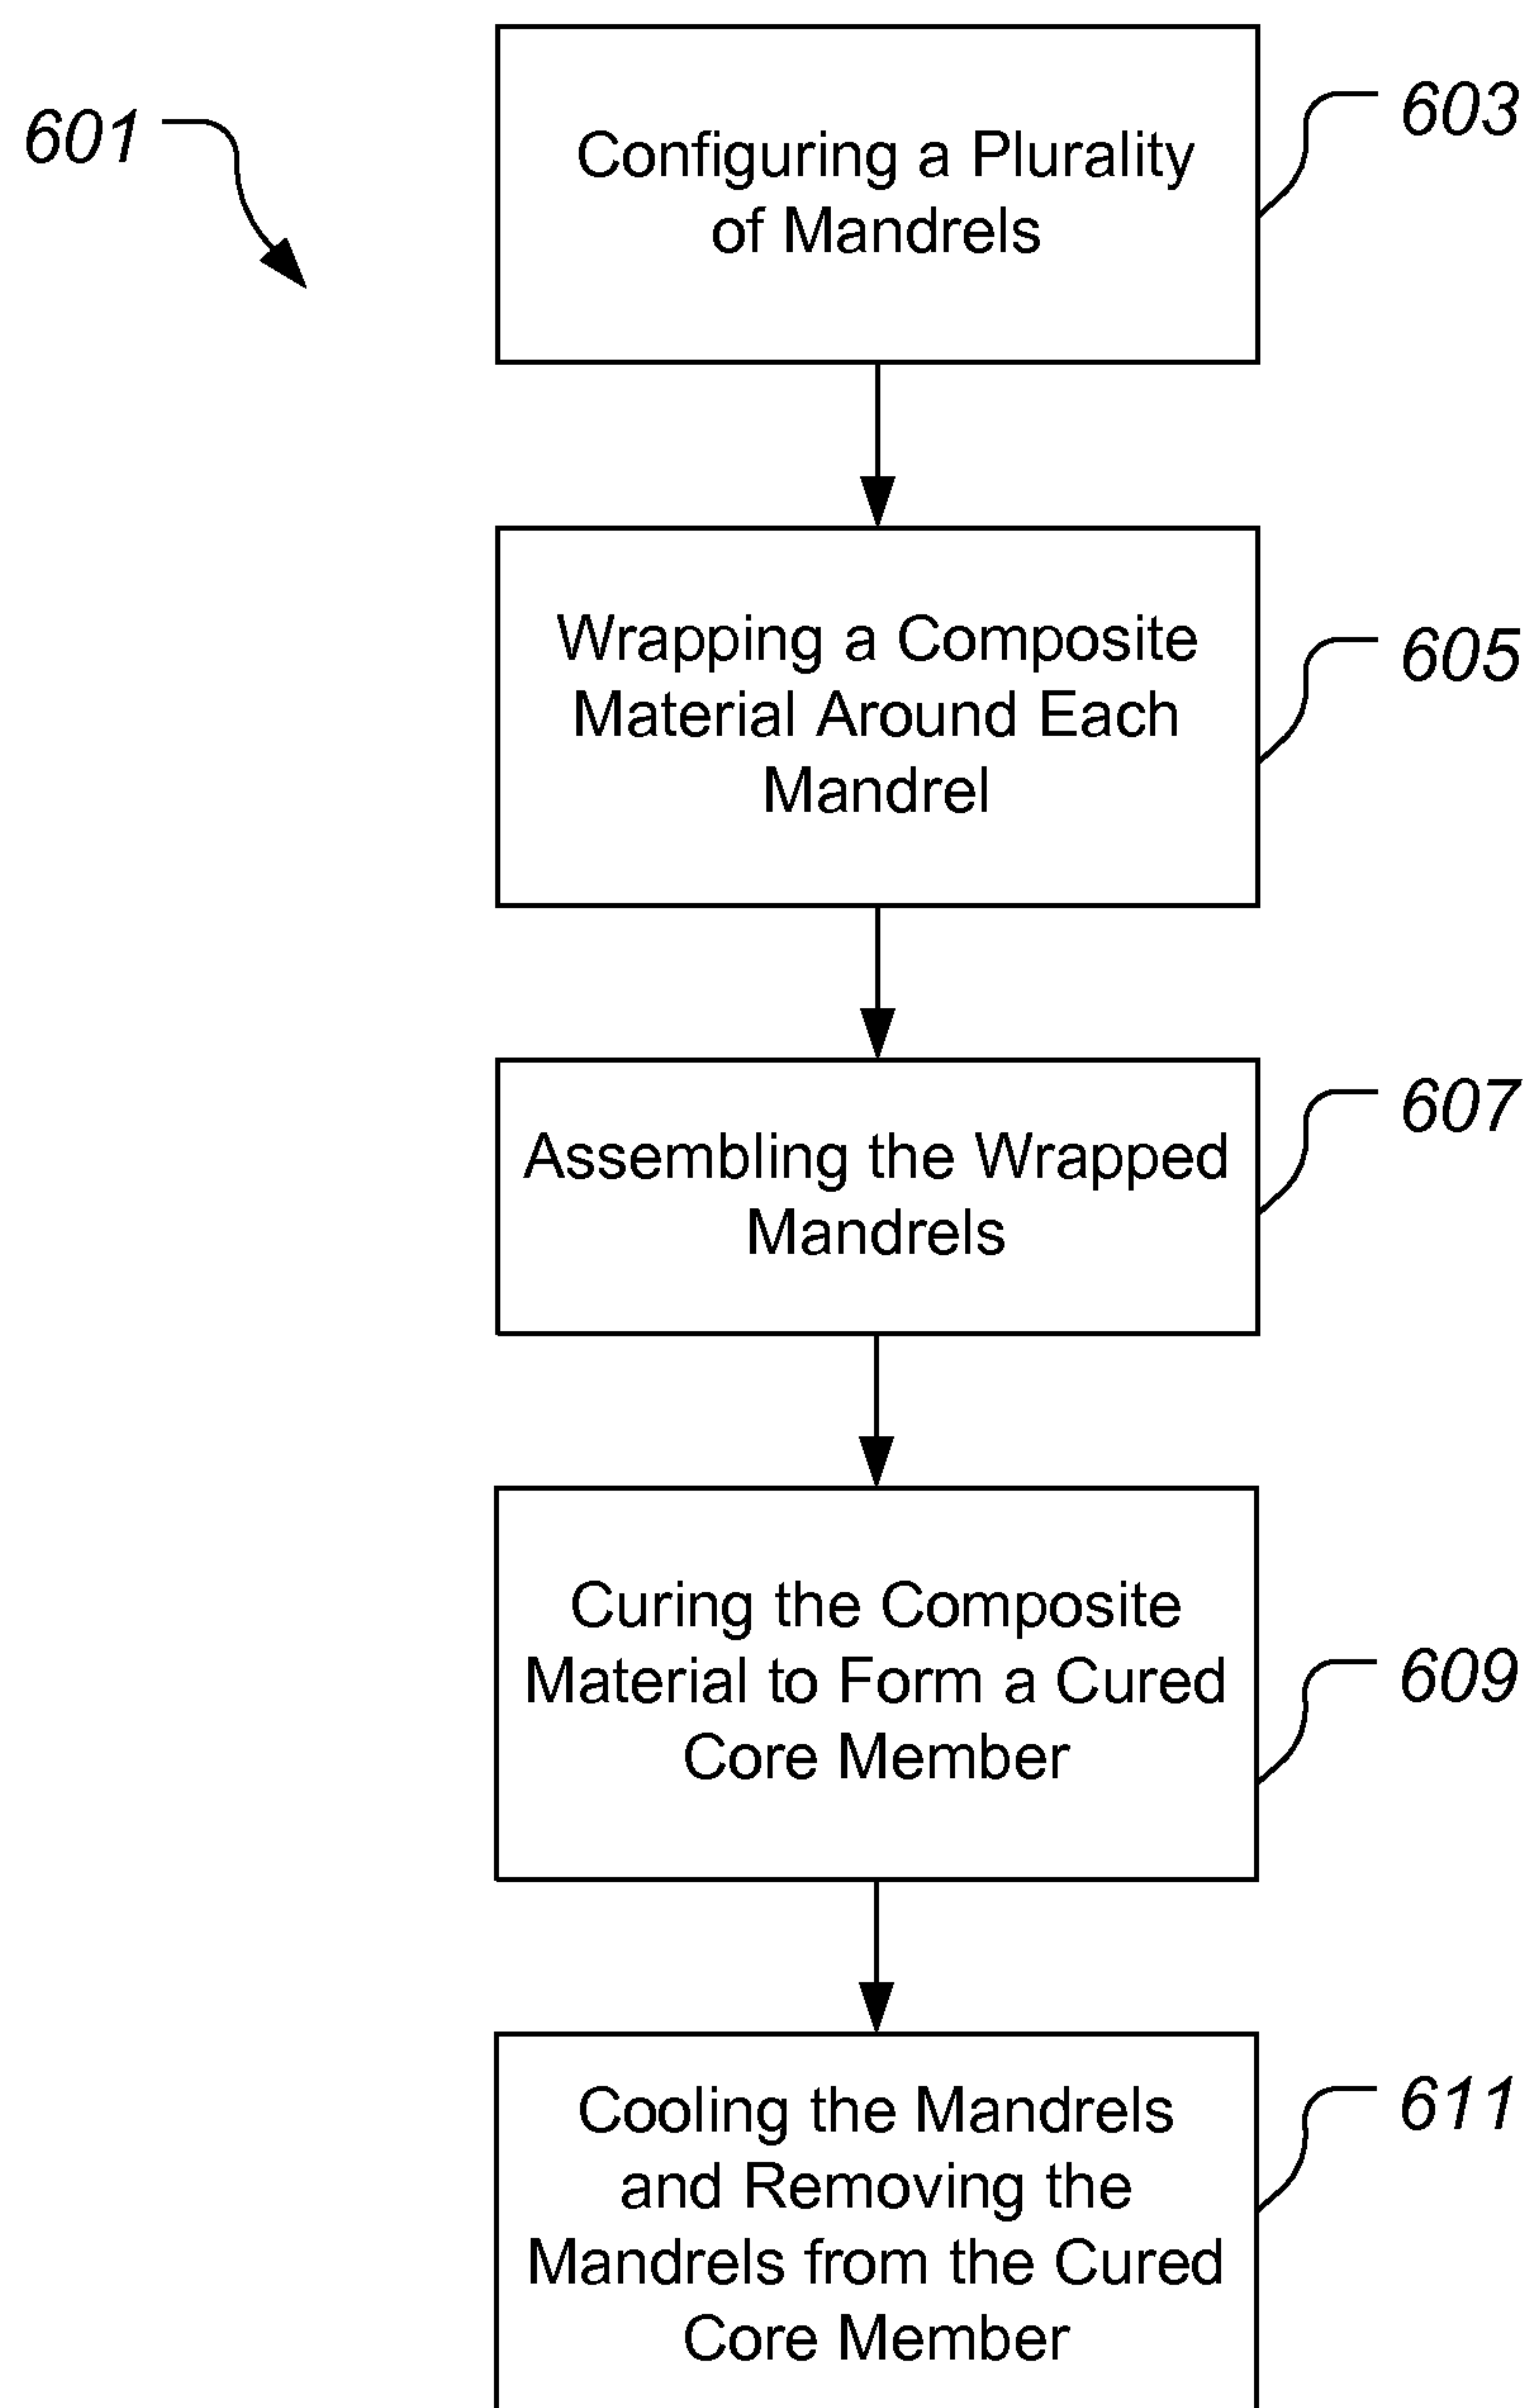 601
603
Configuring a Plurality
of Mandrels
605
Wrapping a Composite
Material Around Each
Mandrel
607
Assembling the Wrapped
Mandrels
609
Curing the Composite
Material to Form a Cured
Core Member
611
Cooling the Mandrels
and Removing the
Mandrels from the Cured
Core Member